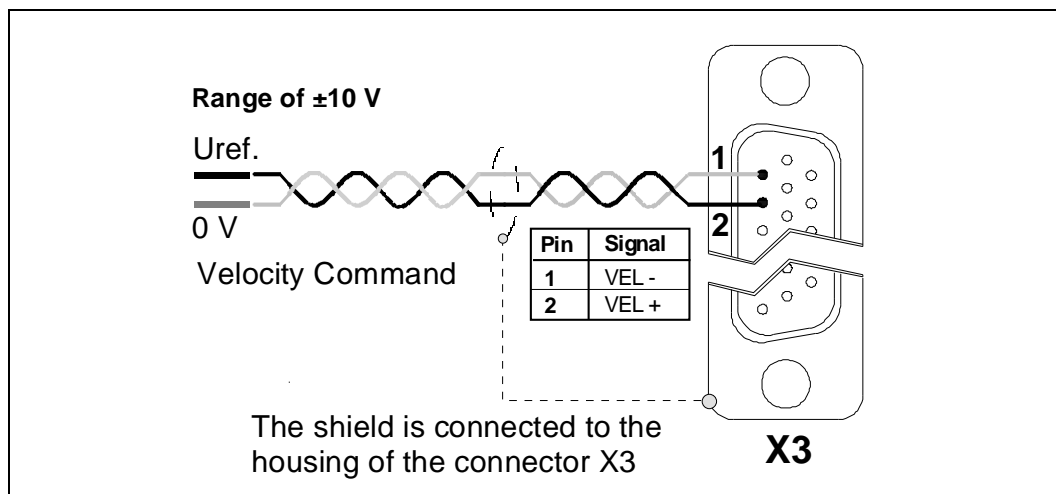 Range of ±10 V
Uref.
0 V
Velocity Command
1
2
Pin Signal
1 VEL -
2 VEL +
The shield is connected to the
housing of the connector X3
X3